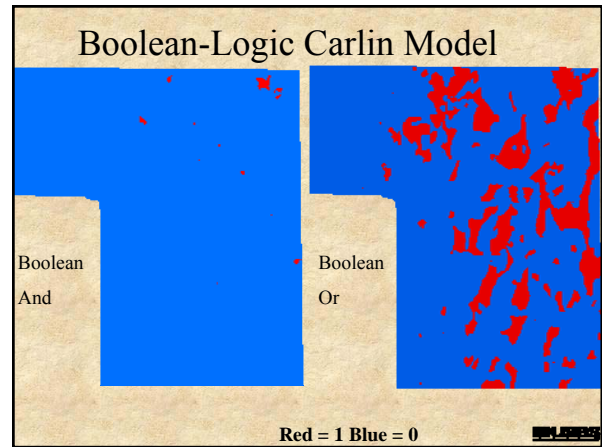 Boolean-Logic Carlin Model
Boolean
And
Boolean
Or
Red = 1 Blue = 0